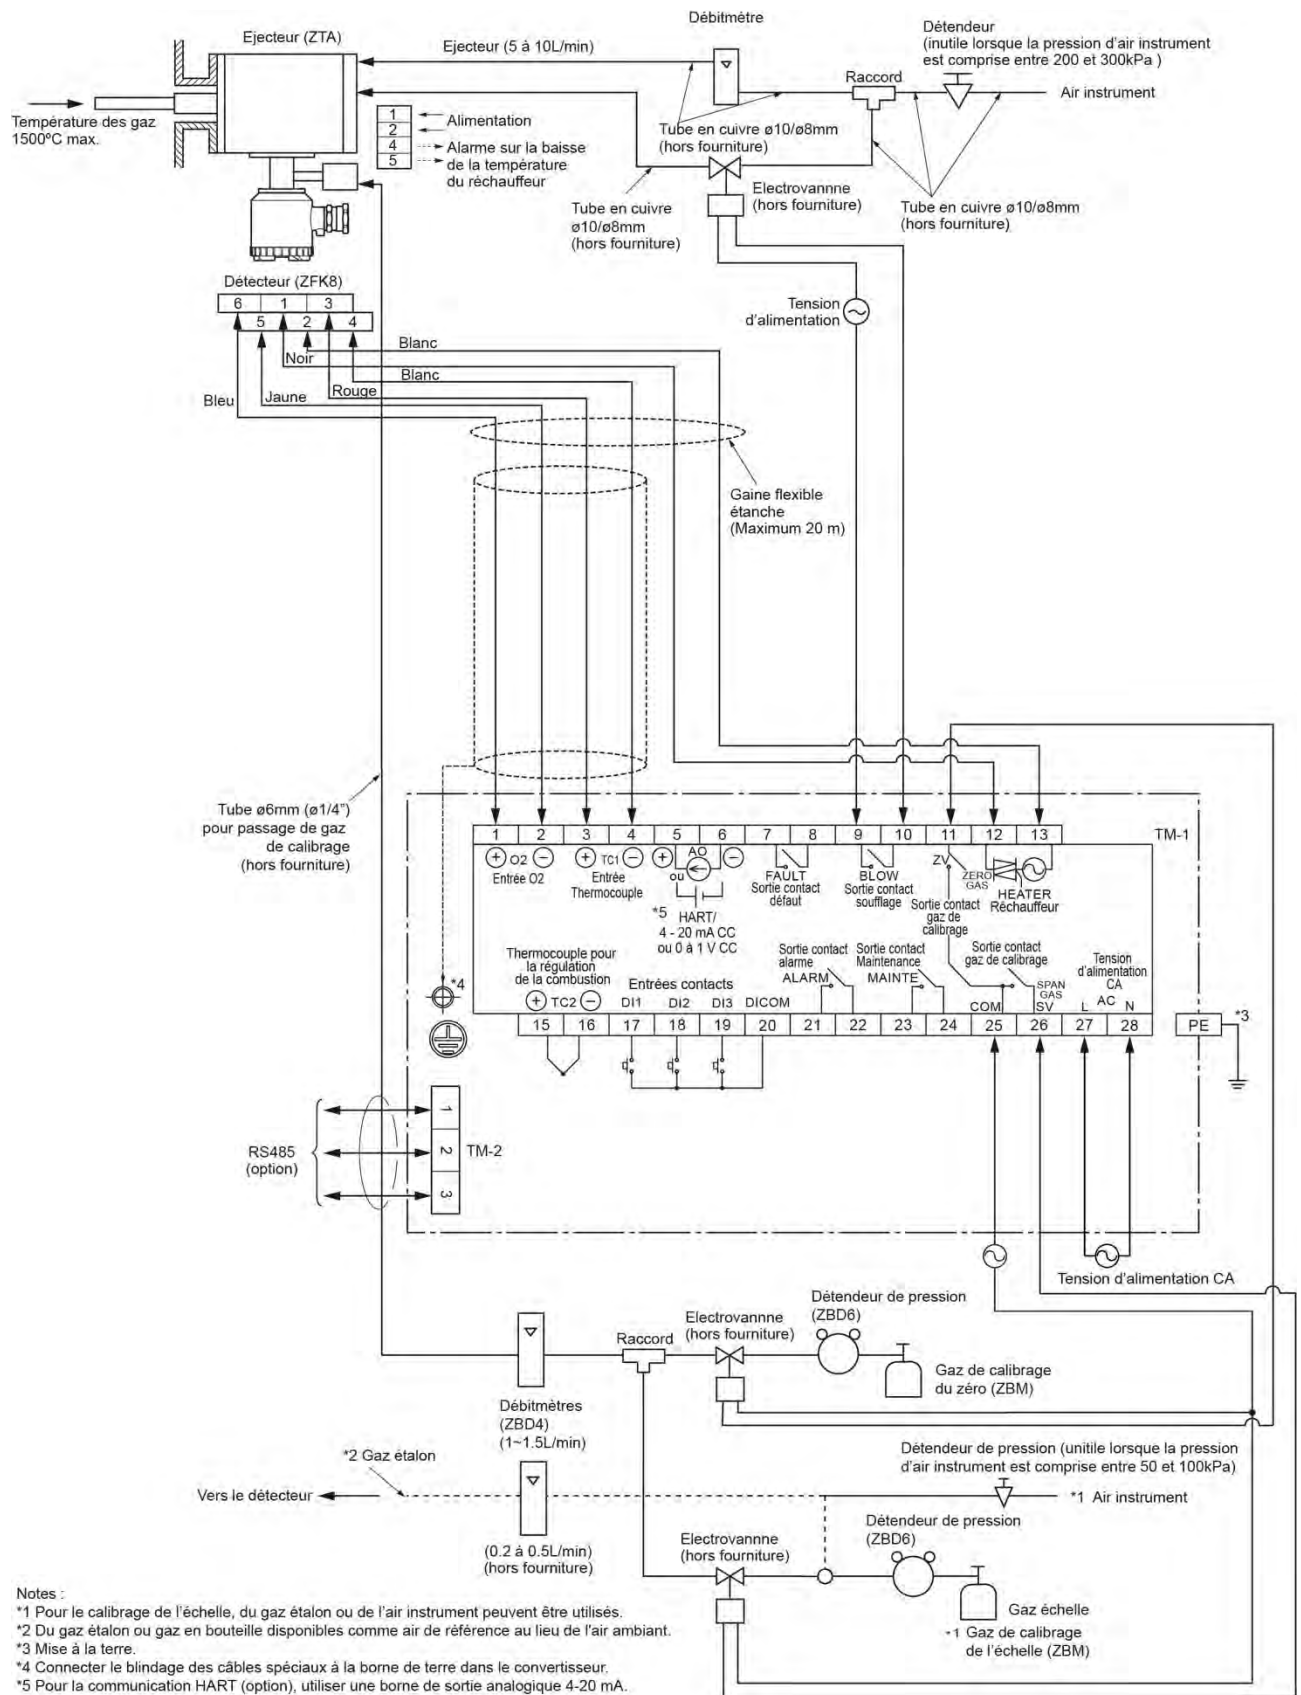 Débitmètre
Détendeur
(inutile lorsque la pression d'air instrument
est comprise entre 200 et 300kPa )
Ejecteur (ZTA)
Ejecteur (5 à 10L/min)
Raccord
Air instrument
Température des gaz
1500°C max.
1
2
4
5
Alimentation
Alarme sur la baisse
de la température
du réchauffeur
Tube en cuivre ø10/ø8mm
(hors fourniture)
Electrovannne
(hors fourniture)
Tube en cuivre
ø10/ø8mm
(hors fourniture)
Tube en cuivre ø10/ø8mm
(hors fourniture)
Détecteur (ZFK8)
6 1 3
5 2 4
Tension
d'alimentation
Blanc
Noir
Blanc
Rouge
Jaune
Bleu
Gaine flexible
étanche
(Maximum 20 m)
Tube ø6mm (ø1/4")
pour passage de gaz
de calibrage
(hors fourniture)
1 2 3 4 5 6 7 8 9 10 11 12 13
TM-1
+ O2 −
Entrée O2
+ TC1 −
Entrée
Thermocouple
+ AO −
ou
*5 HART/
4 - 20 mA CC
ou 0 à 1 V CC
FAULT
Sortie contact
défaut
BLOW
Sortie contact
soufflage
ZV
ZERO
GAS
Sortie contact
gaz de
calibrage
HEATER
Réchauffeur
Thermocouple pour
la régulation
de la combustion
+ TC2 −
Entrées contacts
DI1 DI2 DI3 DICOM
Sortie contact
alarme
ALARM
Sortie contact
Maintenance
MAINTE
Sortie contact
gaz de calibrage
COM
SPAN
GAS
SV
Tension
d'alimentation
CA
AC
L N
*4
15 16 17 18 19 20 21 22 23 24 25 26 27 28
PE
*3
1
2
3
TM-2
RS485
(option)
Tension d'alimentation CA
Détendeur de pression
(ZBD6)
Electrovannne
(hors fourniture)
Raccord
Gaz de calibrage
du zéro (ZBM)
Débitmètres
(ZBD4)
(1~1.5L/min)
*2 Gaz étalon
Détendeur de pression (unitile lorsque la pression
d'air instrument est comprise entre 50 et 100kPa)
Vers le détecteur
*1 Air instrument
Détendeur de pression
(ZBD6)
Electrovannne
(hors fourniture)
(0.2 à 0.5L/min)
(hors fourniture)
Gaz échelle
*1 Gaz de calibrage
de l'échelle (ZBM)
Notes :
*1 Pour le calibrage de l'échelle, du gaz étalon ou de l'air instrument peuvent être utilisés.
*2 Du gaz étalon ou gaz en bouteille disponibles comme air de référence au lieu de l'air ambiant.
*3 Mise à la terre.
*4 Connecter le blindage des câbles spéciaux à la borne de terre dans le convertisseur.
*5 Pour la communication HART (option), utiliser une borne de sortie analogique 4-20 mA.